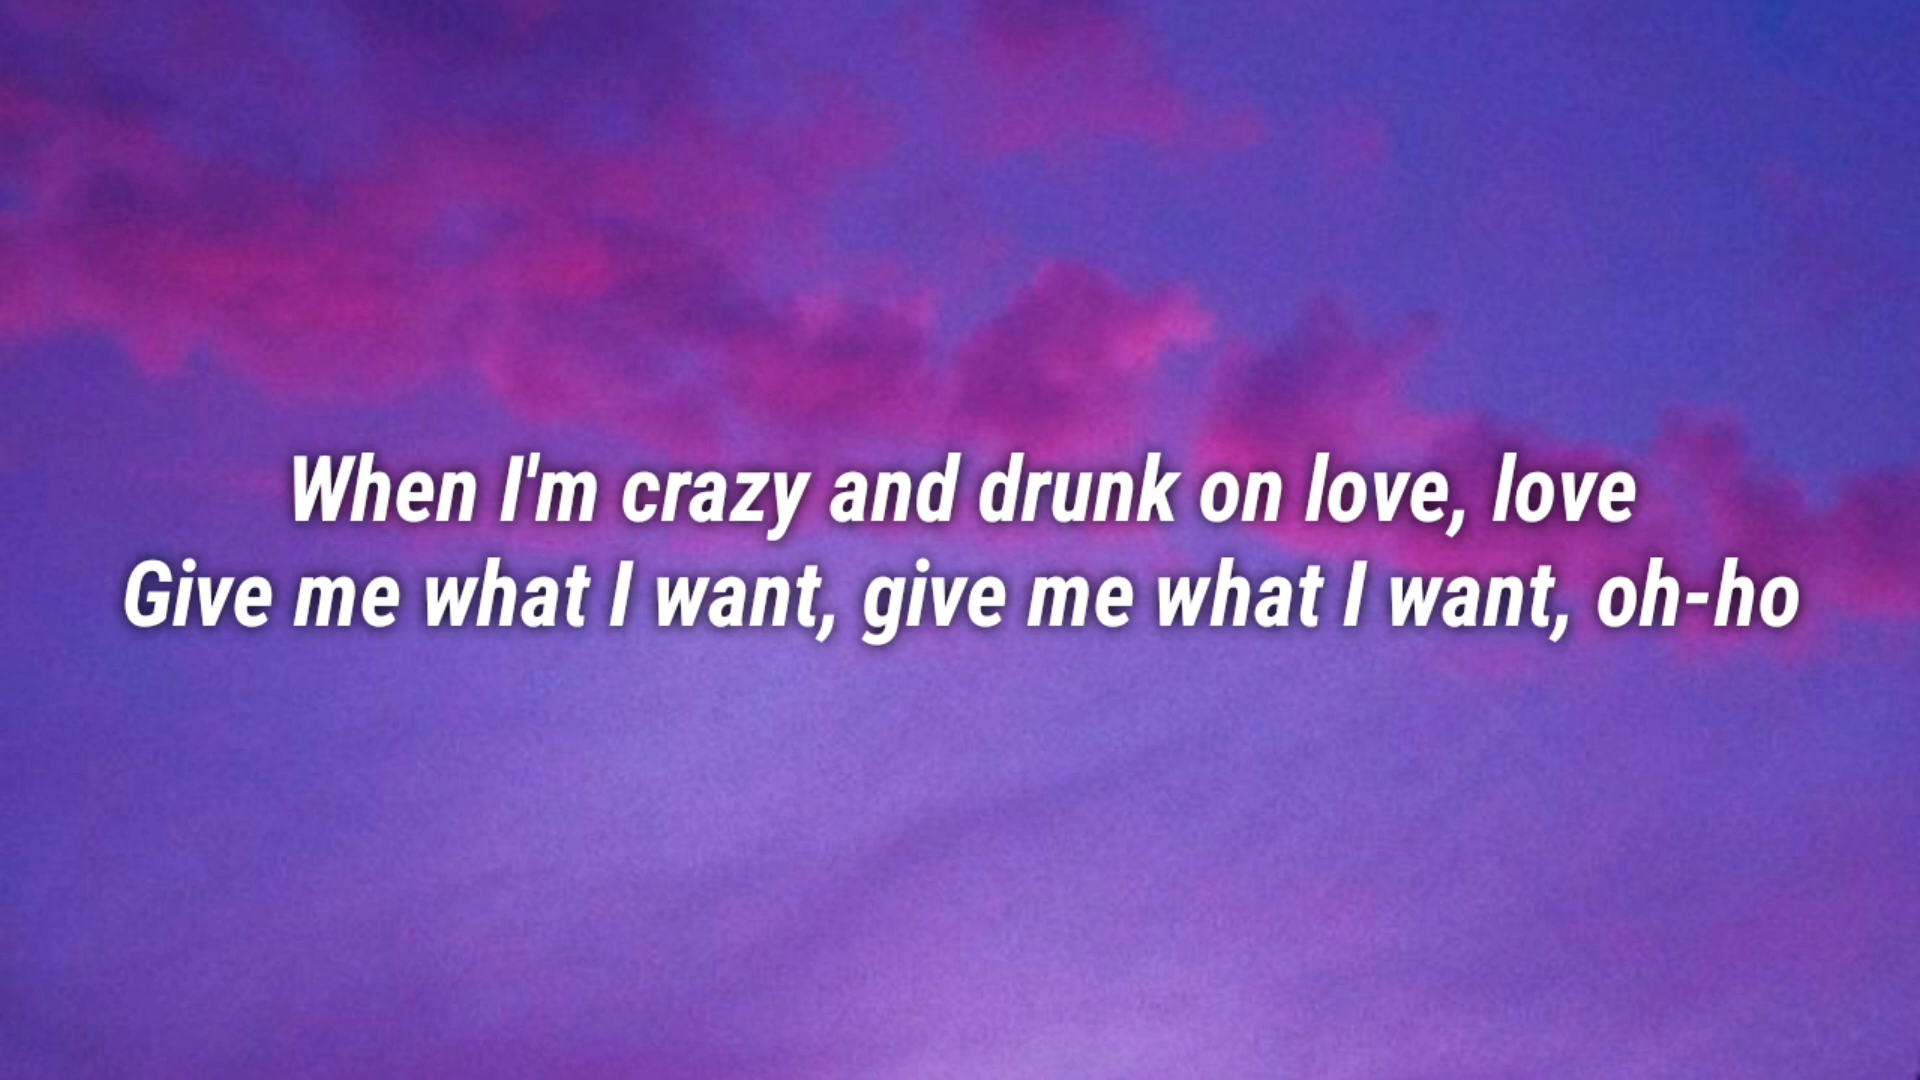 When I'm crazy and drunk on love, love
Give me what I want, give me what I want, oh-ho